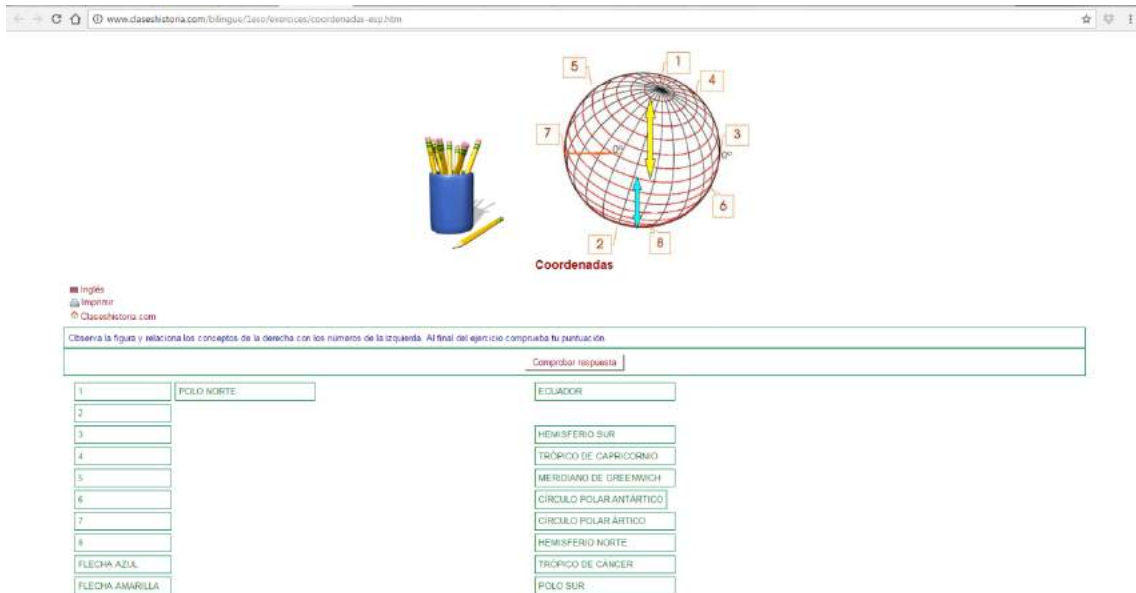 www.claseshistoria.com/bilingue/1eso/exercices/coordenadas-esp.htm
5
1
4
7
0º
3
0º
6
2
8
Coordenadas
Inglés
Imprimir
Claseshistoria.com
Observa la figura y relaciona los conceptos de la derecha con los números de la izquierda. Al final del ejercicio comprueba tu puntuación
Comprobar respuesta
1 POLO NORTE ECUADOR
2
3 HEMISFERIO SUR
4 TRÓPICO DE CAPRICORNIO
5 MERIDIANO DE GREENWICH
6 CÍRCULO POLAR ANTÁRTICO
7 CÍRCULO POLAR ÁRTICO
8 HEMISFERIO NORTE
FLECHA AZUL TRÓPICO DE CÁNCER
FLECHA AMARILLA POLO SUR